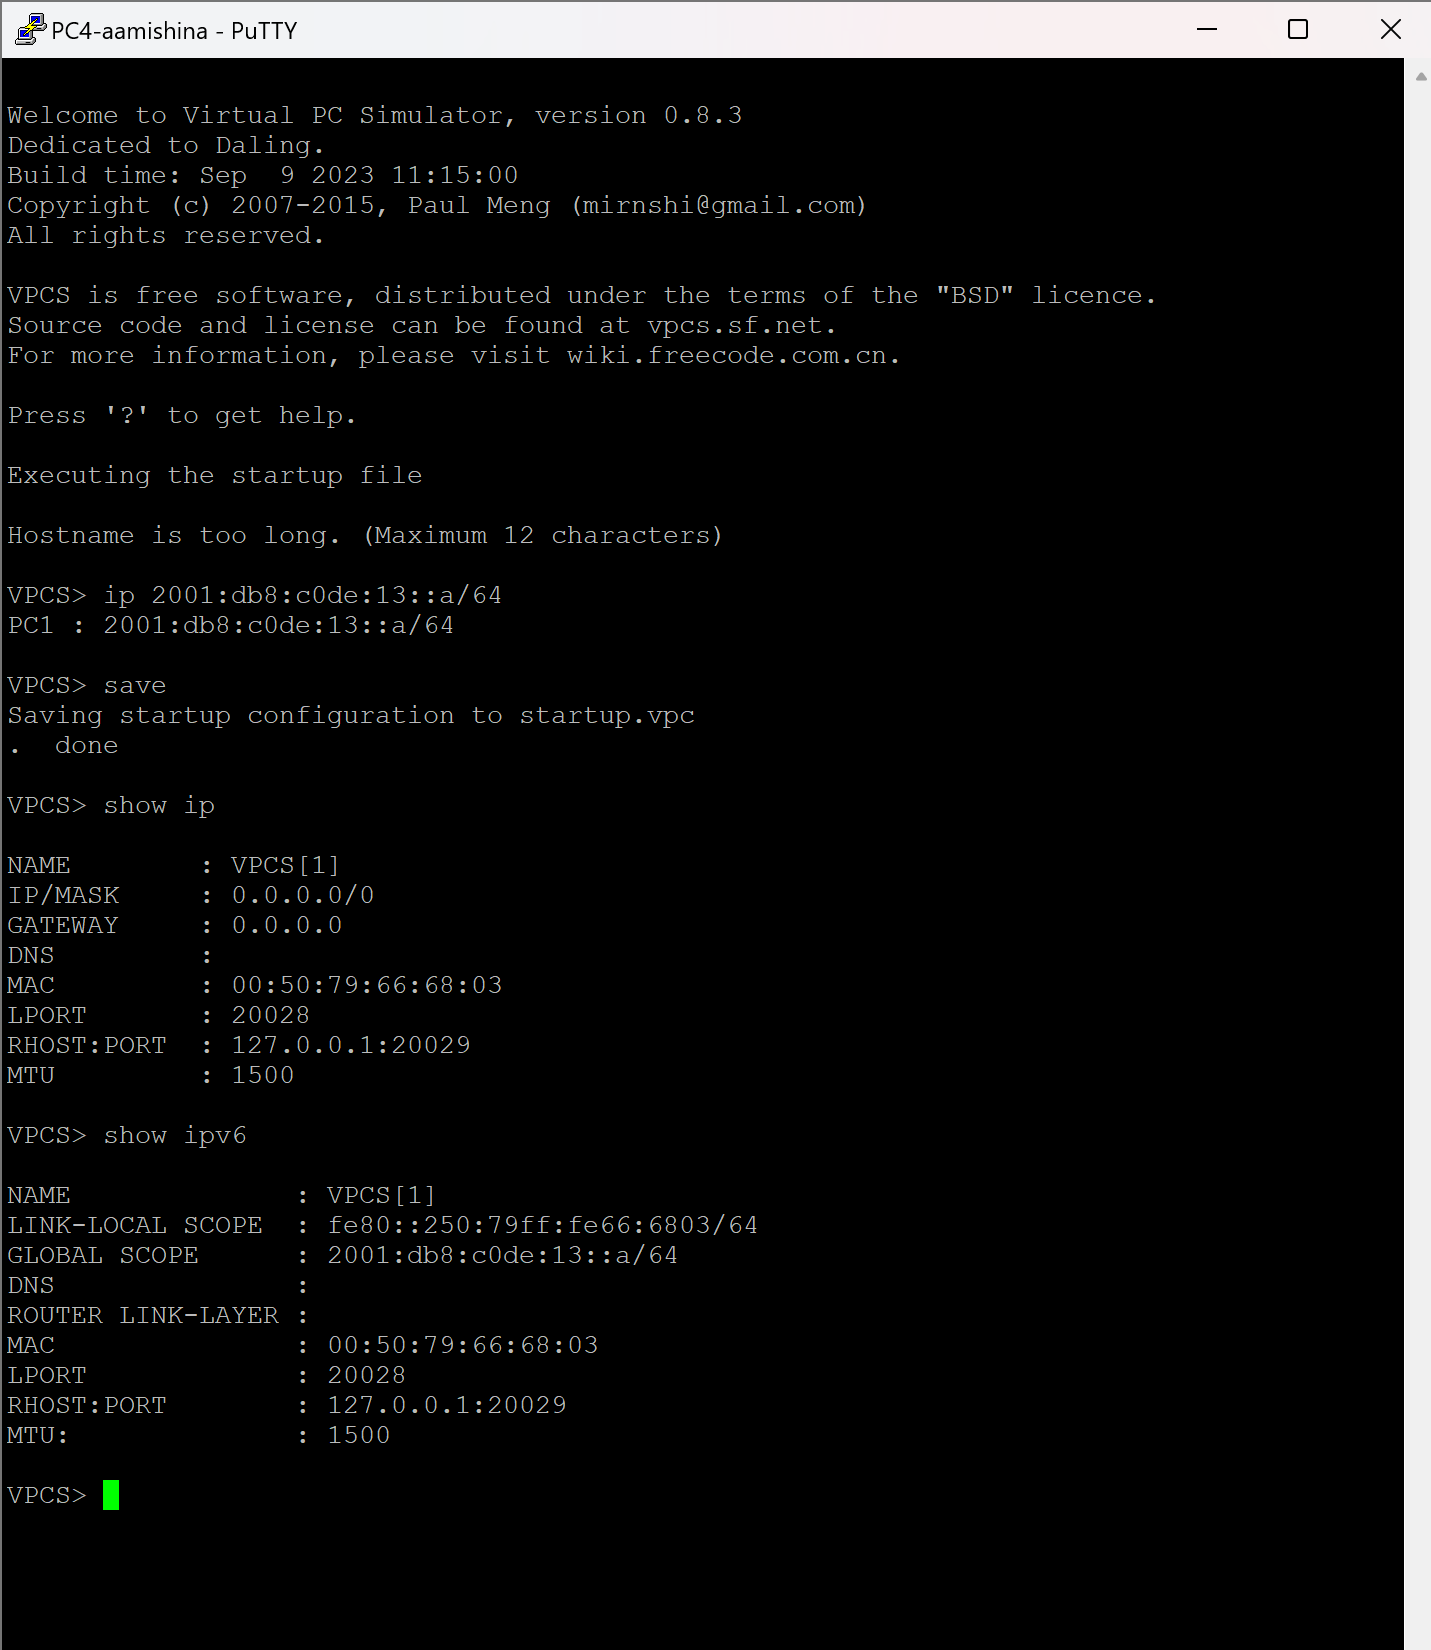 PC4-aamishina - PuTTY
Welcome to Virtual PC Simulator, version 0.8.3
Dedicated to Daling.
Build time: Sep  9 2023 11:15:00
Copyright (c) 2007-2015, Paul Meng (mirnshi@gmail.com)
All rights reserved.
VPCS is free software, distributed under the terms of the "BSD" licence.
Source code and license can be found at vpcs.sf.net.
For more information, please visit wiki.freecode.com.cn.
Press '?' to get help.
Executing the startup file
Hostname is too long. (Maximum 12 characters)
VPCS> ip 2001:db8:c0de:13::a/64
PC1 : 2001:db8:c0de:13::a/64
VPCS> save
Saving startup configuration to startup.vpc
.  done
VPCS> show ip
NAME        : VPCS[1]
IP/MASK     : 0.0.0.0/0
GATEWAY     : 0.0.0.0
DNS         :
MAC         : 00:50:79:66:68:03
LPORT       : 20028
RHOST:PORT  : 127.0.0.1:20029
MTU         : 1500
VPCS> show ipv6
NAME              : VPCS[1]
LINK-LOCAL SCOPE  : fe80::250:79ff:fe66:6803/64
GLOBAL SCOPE      : 2001:db8:c0de:13::a/64
DNS               :
ROUTER LINK-LAYER :
MAC               : 00:50:79:66:68:03
LPORT             : 20028
RHOST:PORT        : 127.0.0.1:20029
MTU:              : 1500
VPCS>